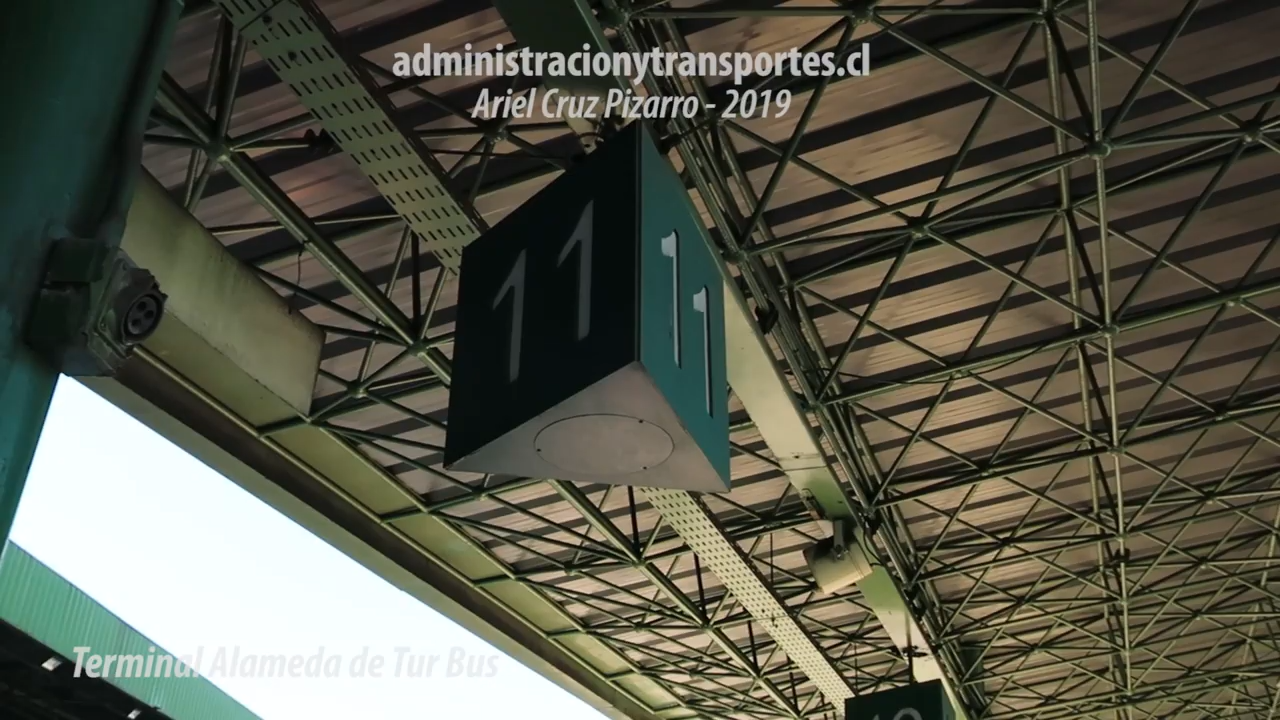 administracionytransportes.cl
Ariel Cruz Pizarro - 2019
11
11
Terminal Alameda de Tur Bus